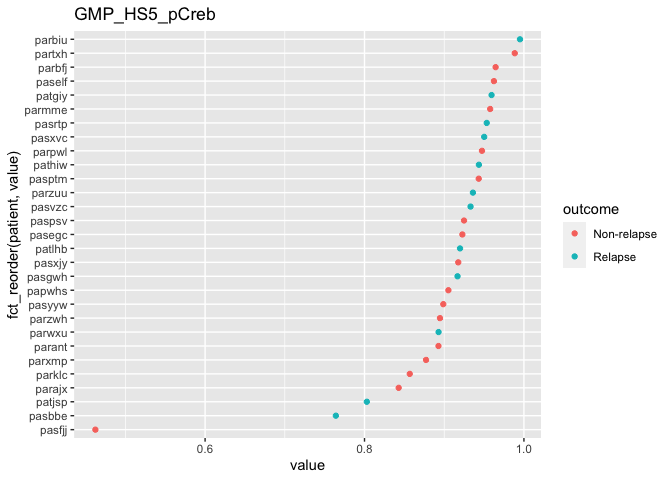 GMP_HS5_pCreb
fct_reorder(patient, value)
parbiu
partxh
parbfj
paself
patgiy
parmme
pasrtp
pasxvc
parpwl
pathiw
pasptm
parzuu
pasvzc
paspsv
pasegc
patlhb
pasxjy
pasgwh
papwhs
pasyyw
parzwh
parwxu
parant
parxmp
parklc
parajx
patjsp
pasbbe
pasfjj
0.6 0.8 1.0
value
outcome
Non-relapse
Relapse